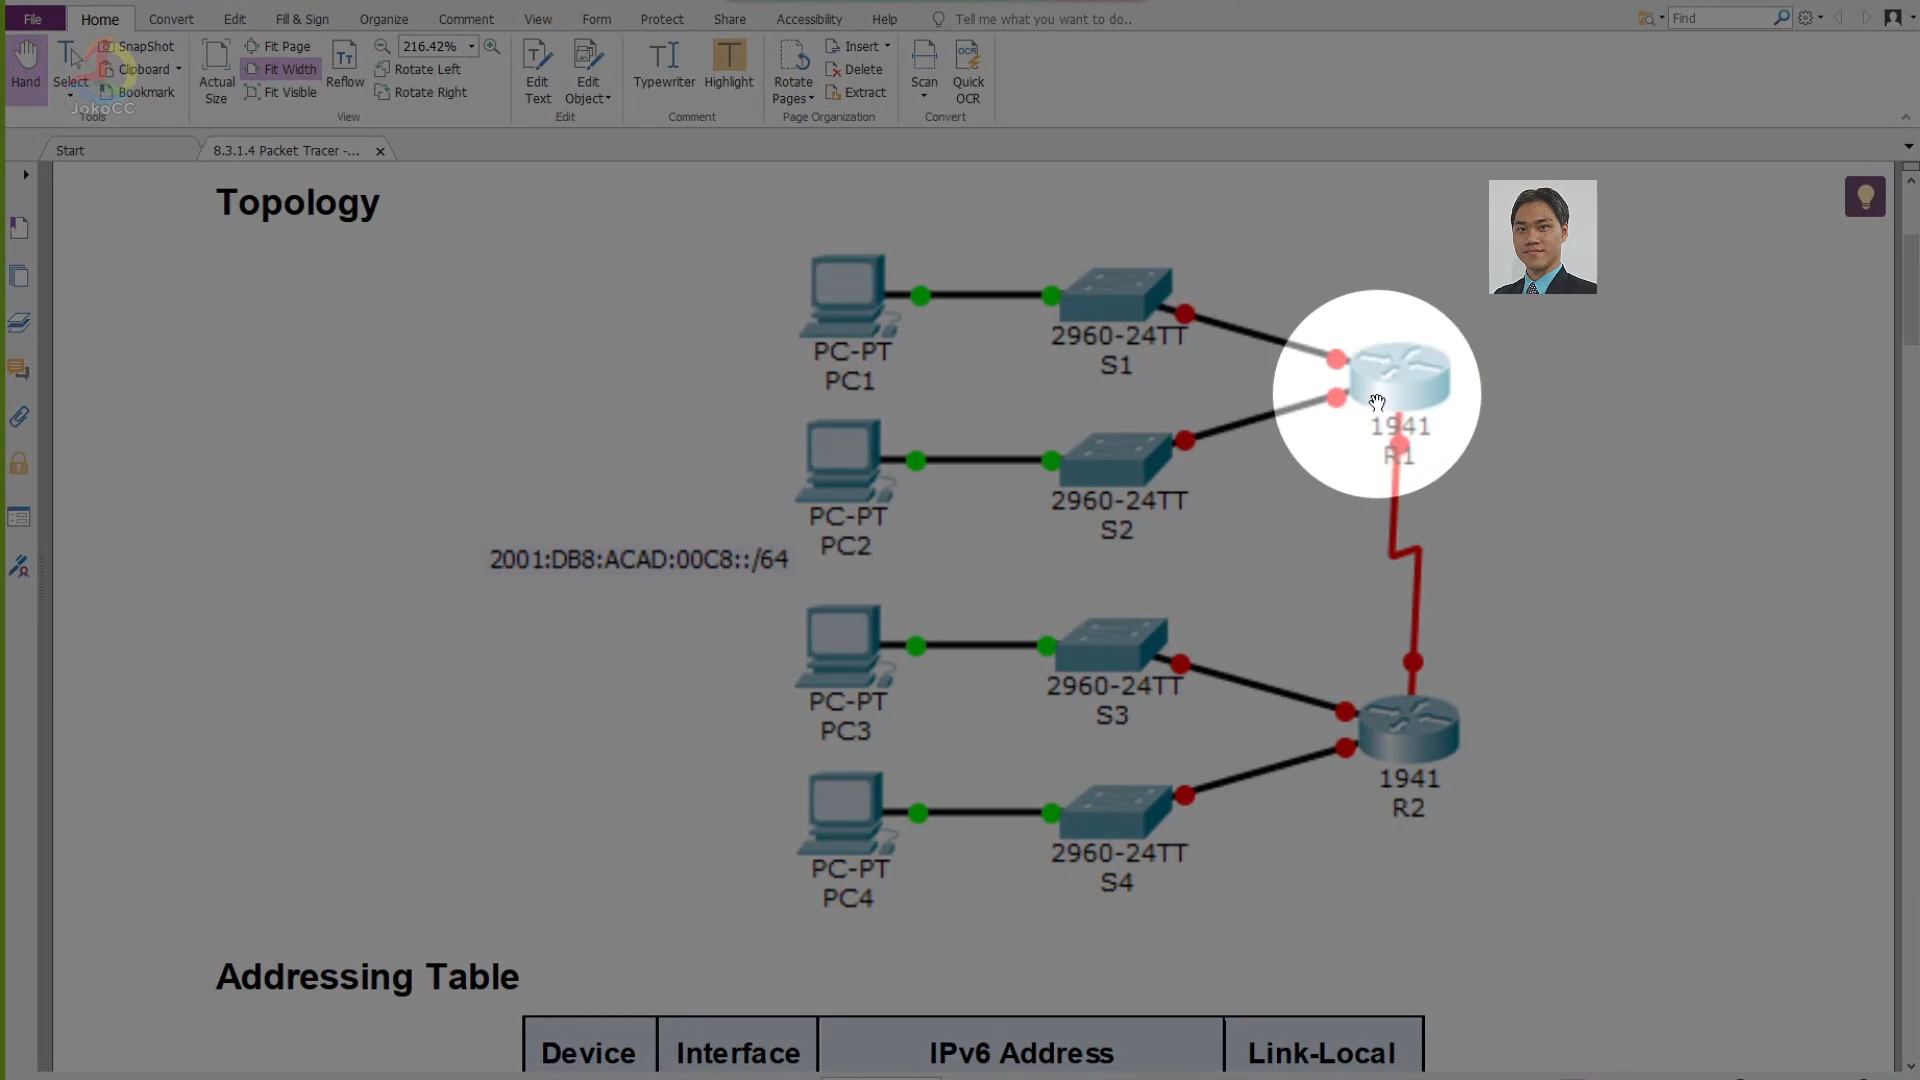 File Home Convert Edit Fill & Sign Organize Comment View Form Protect Share Accessibility Help Tell me what you want to do.. Find
Hand
Select
SnapShot
Clipboard
Bookmark
Tools
JokoCC
Actual
Size
Fit Page
Fit Width
Fit Visible
Reflow
216.42%
Rotate Left
Rotate Right
View
Edit
Text
Edit
Object
Edit
Typewriter
Highlight
Comment
Rotate
Pages
Insert
Delete
Extract
Page Organization
Scan
Quick
OCR
Convert
Start
8.3.1.4 Packet Tracer -...
Topology
PC-PT
PC1
2960-24TT
S1
1941
R1
PC-PT
PC2
2960-24TT
S2
2001:DB8:ACAD:00C8::/64
PC-PT
PC3
2960-24TT
S3
1941
R2
PC-PT
PC4
2960-24TT
S4
Addressing Table
Device Interface IPv6 Address Link-Local